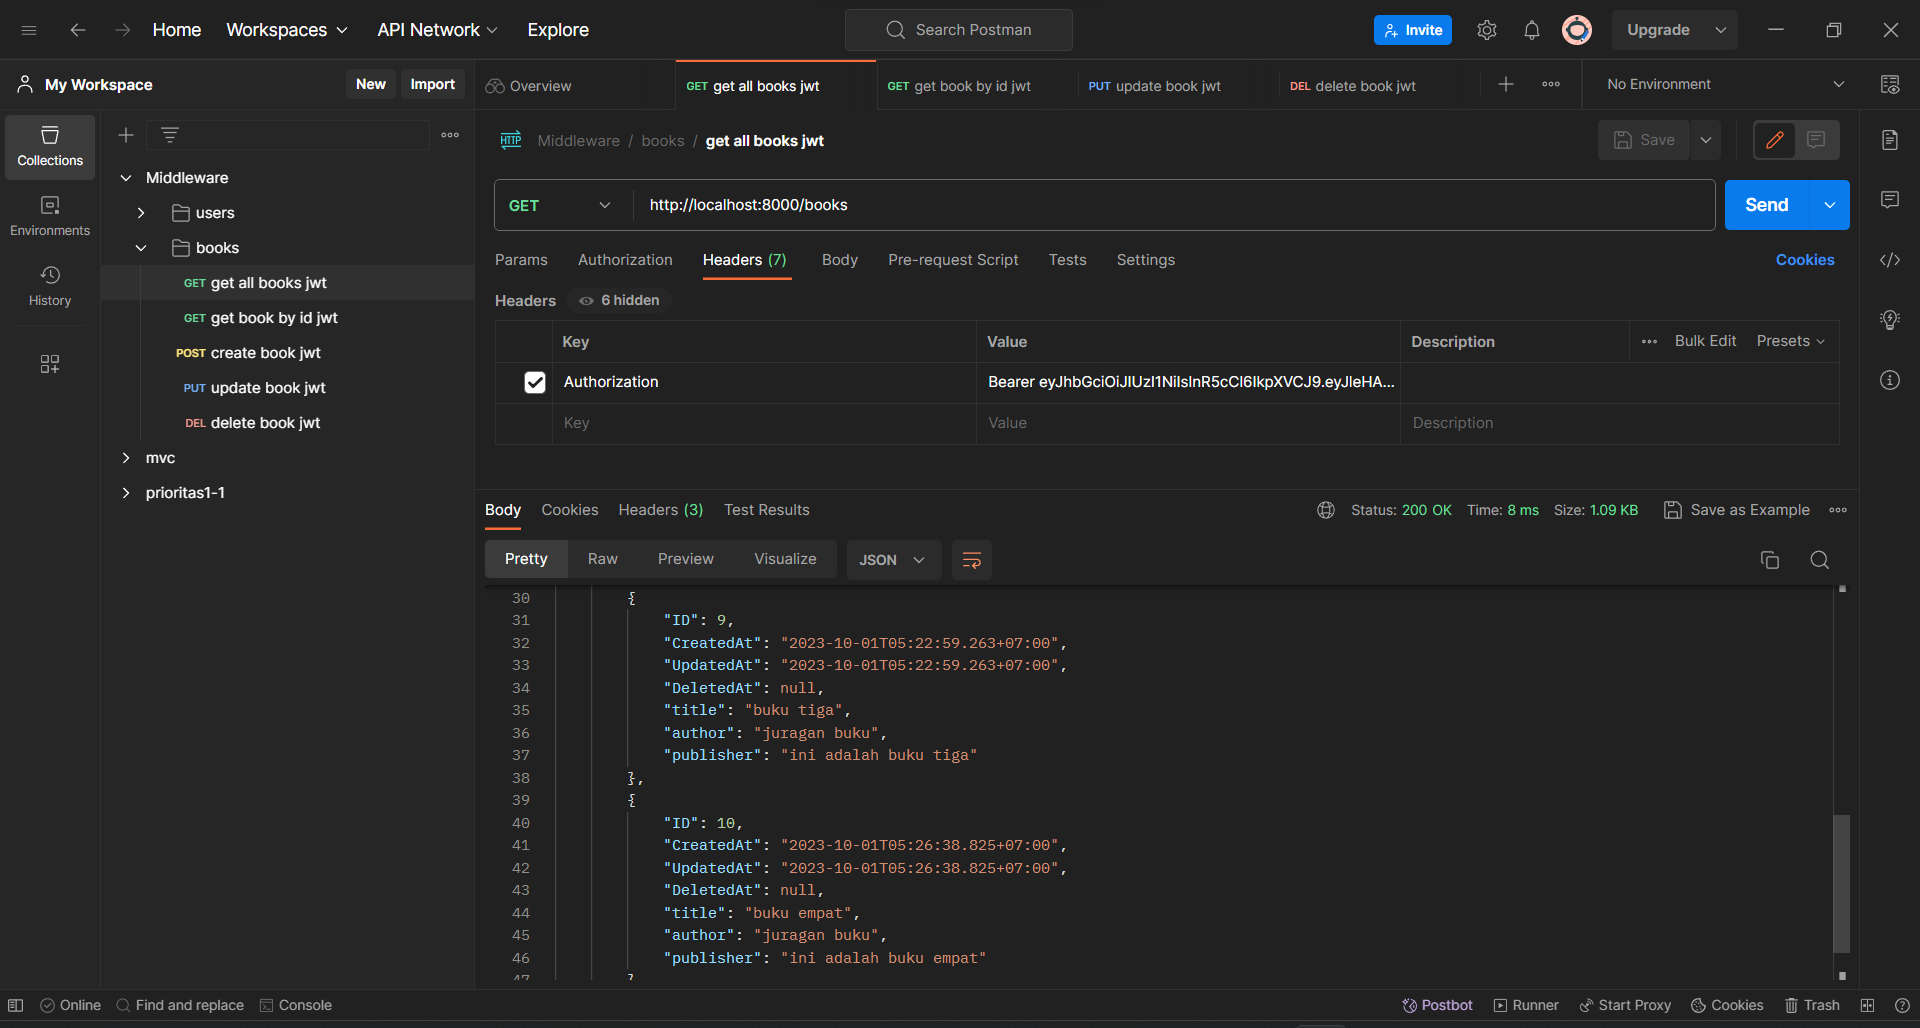 Home Workspaces API Network Explore Search Postman Invite Upgrade
My Workspace New Import
Overview GET get all books jwt GET get book by id jwt PUT update book jwt DEL delete book jwt No Environment
Collections
Environments
History
Middleware
users
books
GET get all books jwt
GET get book by id jwt
POST create book jwt
PUT update book jwt
DEL delete book jwt
mvc
prioritas1-1
HTTP Middleware / books / get all books jwt Save
GET http://localhost:8000/books Send
Params Authorization Headers (7) Body Pre-request Script Tests Settings Cookies
Headers 6 hidden
Key Value Description Bulk Edit Presets
Authorization Bearer
Key Value Description
Body Cookies Headers (3) Test Results Status: 200 OK Time: 8 ms Size: 1.09 KB Save as Example
Pretty Raw Preview Visualize JSON
30 {
31 "ID": 9,
32 "CreatedAt": "2023-10-01T05:22:59.263+07:00",
33 "UpdatedAt": "2023-10-01T05:22:59.263+07:00",
34 "DeletedAt": null,
35 "title": "buku tiga",
36 "author": "juragan buku",
37 "publisher": "ini adalah buku tiga"
38 },
39 {
40 "ID": 10,
41 "CreatedAt": "2023-10-01T05:26:38.825+07:00",
42 "UpdatedAt": "2023-10-01T05:26:38.825+07:00",
43 "DeletedAt": null,
44 "title": "buku empat",
45 "author": "juragan buku",
46 "publisher": "ini adalah buku empat"
47 }
Online Find and replace Console Postbot Runner Start Proxy Cookies Trash